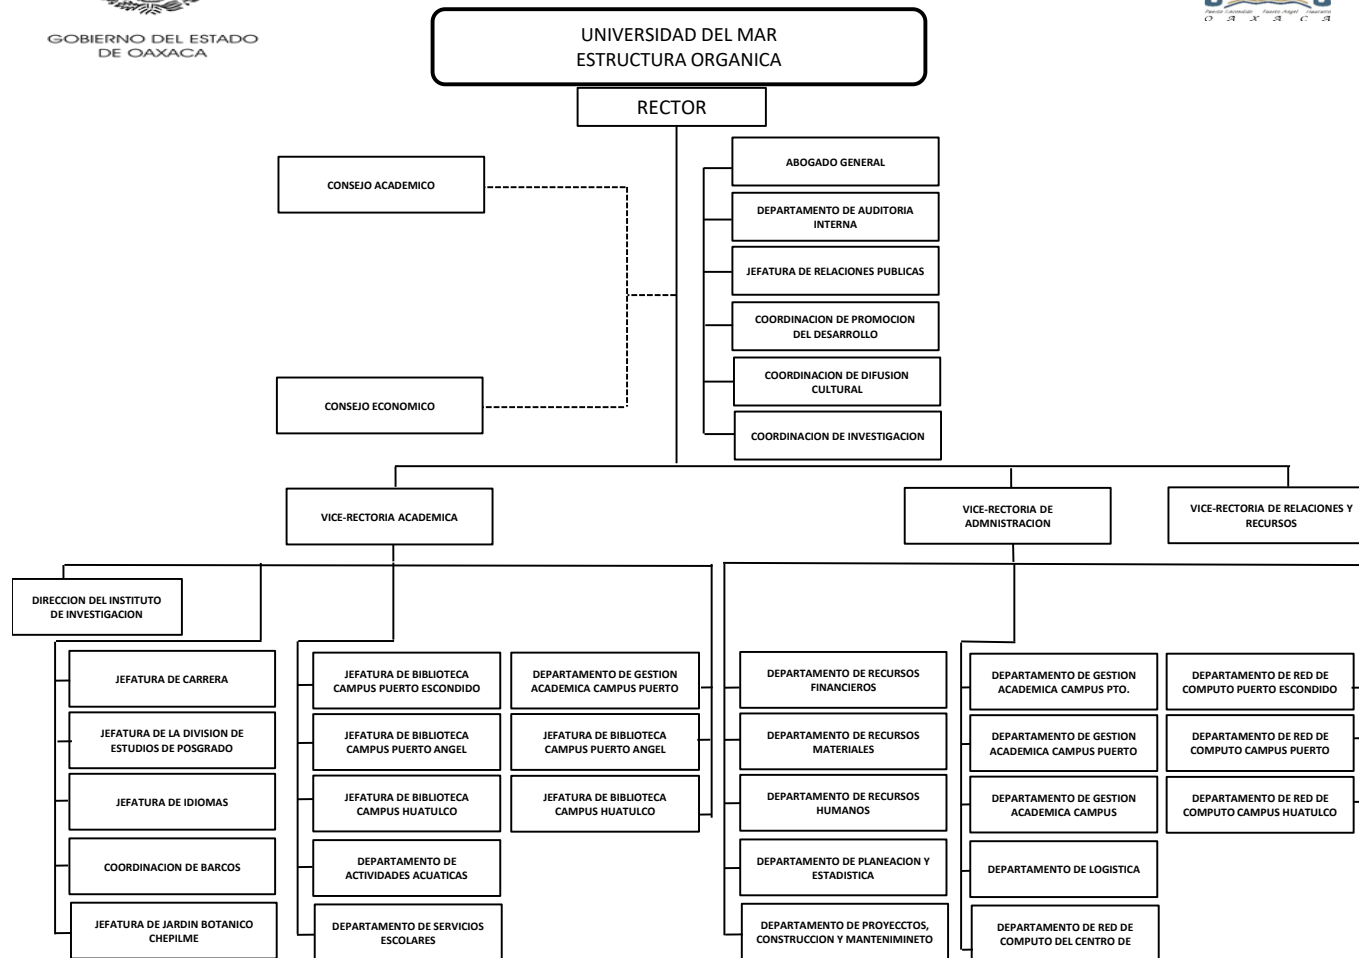 GOBIERNO DEL ESTADO
DE OAXACA
Puerto Escondido Puerto Angel Huatulco
O A X A C A
UNIVERSIDAD DEL MAR
ESTRUCTURA ORGANICA
RECTOR
CONSEJO ACADEMICO
CONSEJO ECONOMICO
ABOGADO GENERAL
DEPARTAMENTO DE AUDITORIA
INTERNA
JEFATURA DE RELACIONES PUBLICAS
COORDINACION DE PROMOCION
DEL DESARROLLO
COORDINACION DE DIFUSION
CULTURAL
COORDINACION DE INVESTIGACION
VICE-RECTORIA ACADEMICA
VICE-RECTORIA DE
ADMNISTRACION
VICE-RECTORIA DE RELACIONES Y
RECURSOS
DIRECCION DEL INSTITUTO
DE INVESTIGACION
JEFATURA DE CARRERA
JEFATURA DE LA DIVISION DE
ESTUDIOS DE POSGRADO
JEFATURA DE IDIOMAS
COORDINACION DE BARCOS
JEFATURA DE JARDIN BOTANICO
CHEPILME
JEFATURA DE BIBLIOTECA
CAMPUS PUERTO ESCONDIDO
JEFATURA DE BIBLIOTECA
CAMPUS PUERTO ANGEL
JEFATURA DE BIBLIOTECA
CAMPUS HUATULCO
DEPARTAMENTO DE
ACTIVIDADES ACUATICAS
DEPARTAMENTO DE SERVICIOS
ESCOLARES
DEPARTAMENTO DE GESTION
ACADEMICA CAMPUS PUERTO
JEFATURA DE BIBLIOTECA
CAMPUS PUERTO ANGEL
JEFATURA DE BIBLIOTECA
CAMPUS HUATULCO
DEPARTAMENTO DE RECURSOS
FINANCIEROS
DEPARTAMENTO DE RECURSOS
MATERIALES
DEPARTAMENTO DE RECURSOS
HUMANOS
DEPARTAMENTO DE PLANEACION Y
ESTADISTICA
DEPARTAMENTO DE PROYECCTOS,
CONSTRUCCION Y MANTENIMINETO
DEPARTAMENTO DE GESTION
ACADEMICA CAMPUS PTO.
DEPARTAMENTO DE GESTION
ACADEMICA CAMPUS PUERTO
DEPARTAMENTO DE GESTION
ACADEMICA CAMPUS
DEPARTAMENTO DE LOGISTICA
DEPARTAMENTO DE RED DE
COMPUTO DEL CENTRO DE
DEPARTAMENTO DE RED DE
COMPUTO PUERTO ESCONDIDO
DEPARTAMENTO DE RED DE
COMPUTO CAMPUS PUERTO
DEPARTAMENTO DE RED DE
COMPUTO CAMPUS HUATULCO